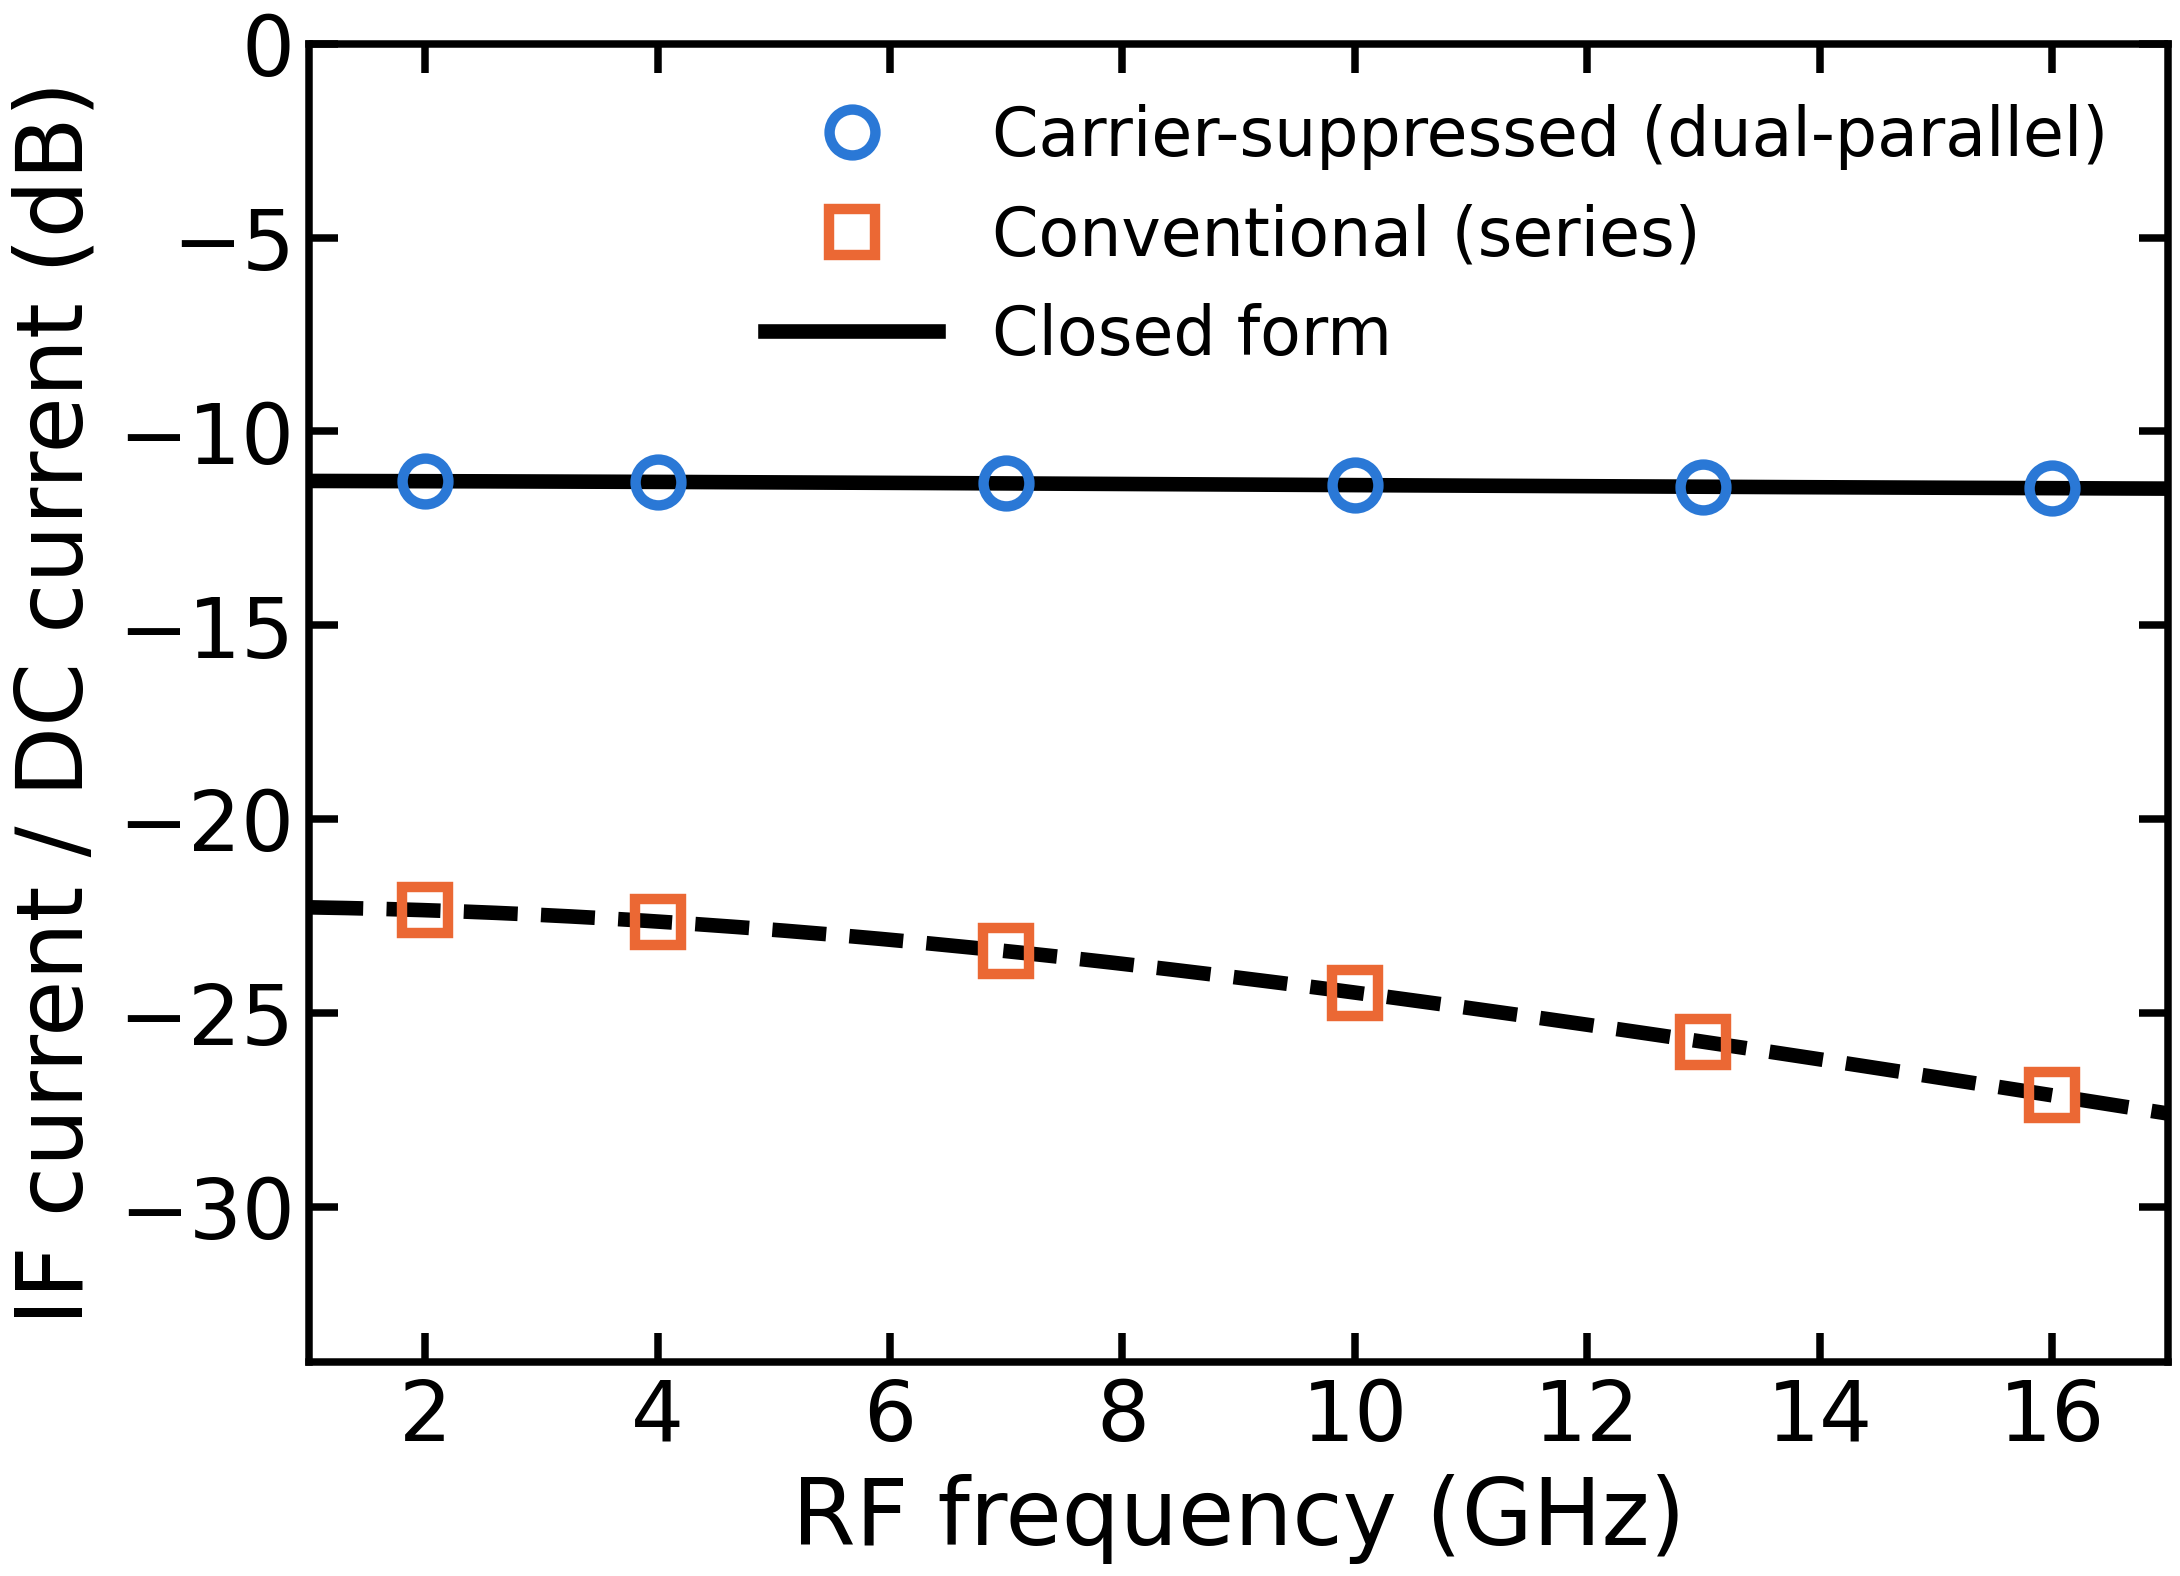 IF current / DC current (dB)
0
−5
−10
−15
−20
−25
−30
Carrier-suppressed (dual-parallel)
Conventional (series)
Closed form
2 4 6 8 10 12 14 16
RF frequency (GHz)